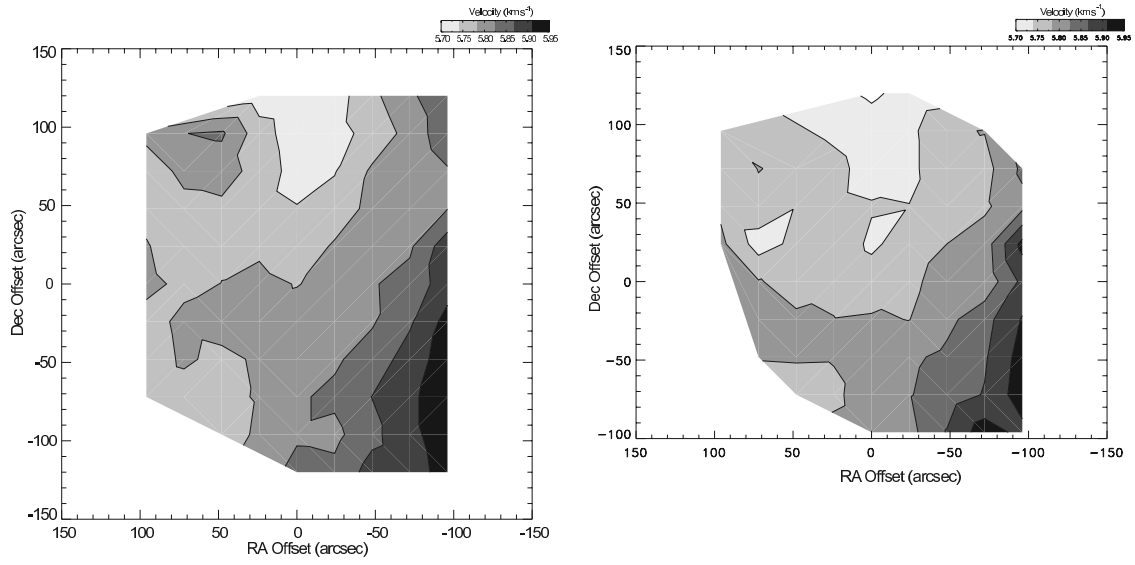 Velocity (kms⁻¹)
5.70 5.75 5.80 5.85 5.90 5.95
150
100
50
0
-50
-100
-150
Dec Offset (arcsec)
150 100 50 0 -50 -100 -150
RA Offset (arcsec)
Velocity (kms⁻¹)
5.70 5.75 5.80 5.85 5.90 5.95
150
100
50
0
−50
−100
Dec Offset (arcsec)
150 100 50 0 −50 −100 −150
RA Offset (arcsec)